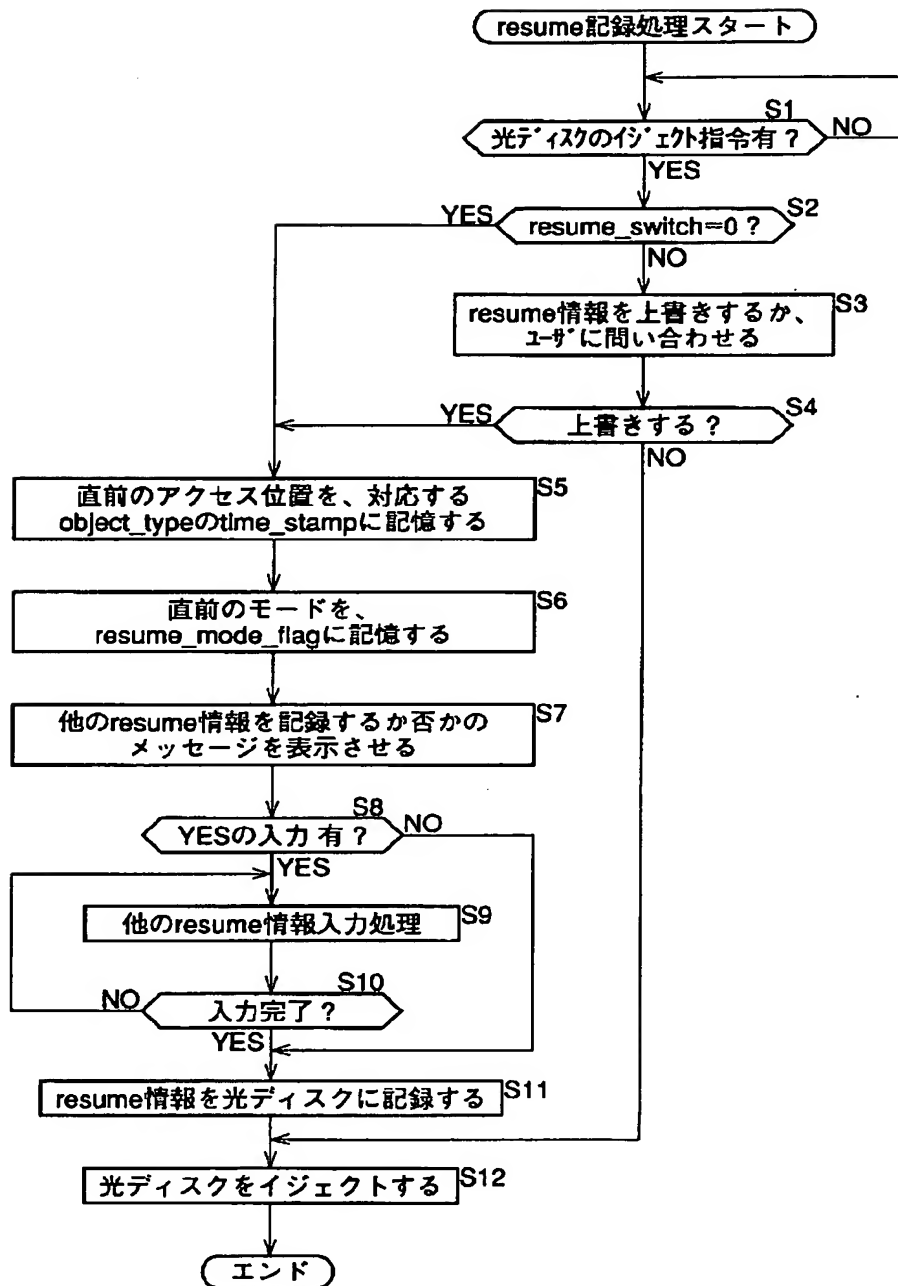 resume記録処理スタート
S1
光ディスクのイジェクト指令有?
NO
YES
S2
YES
resume_switch=0?
NO
S3
resume情報を上書きするか、
ユーザに問い合わせる
S4
YES
上書きする?
NO
S5
直前のアクセス位置を、対応する
object_typeのtime_stampに記憶する
S6
直前のモードを、
resume_mode_flagに記憶する
S7
他のresume情報を記録するか否かの
メッセージを表示させる
S8
YESの入力有?
NO
YES
他のresume情報入力処理
S9
S10
NO
入力完了?
YES
resume情報を光ディスクに記録する
S11
光ディスクをイジェクトする
S12
エンド